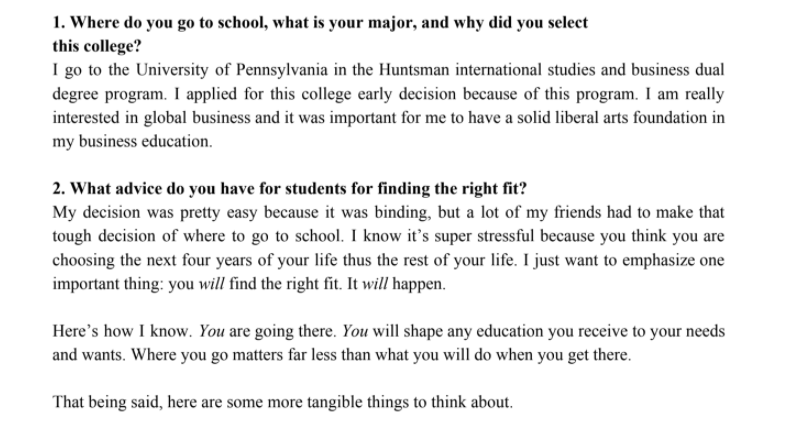 1. Where do you go to school, what is your major, and why did you select
this college?
I go to the University of Pennsylvania in the Huntsman international studies and business dual
degree program. I applied for this college early decision because of this program. I am really
interested in global business and it was important for me to have a solid liberal arts foundation in
my business education.
2. What advice do you have for students for finding the right fit?
My decision was pretty easy because it was binding, but a lot of my friends had to make that
tough decision of where to go to school. I know it’s super stressful because you think you are
choosing the next four years of your life thus the rest of your life. I just want to emphasize one
important thing: you will find the right fit. It will happen.
Here’s how I know. You are going there. You will shape any education you receive to your needs
and wants. Where you go matters far less than what you will do when you get there.
That being said, here are some more tangible things to think about.